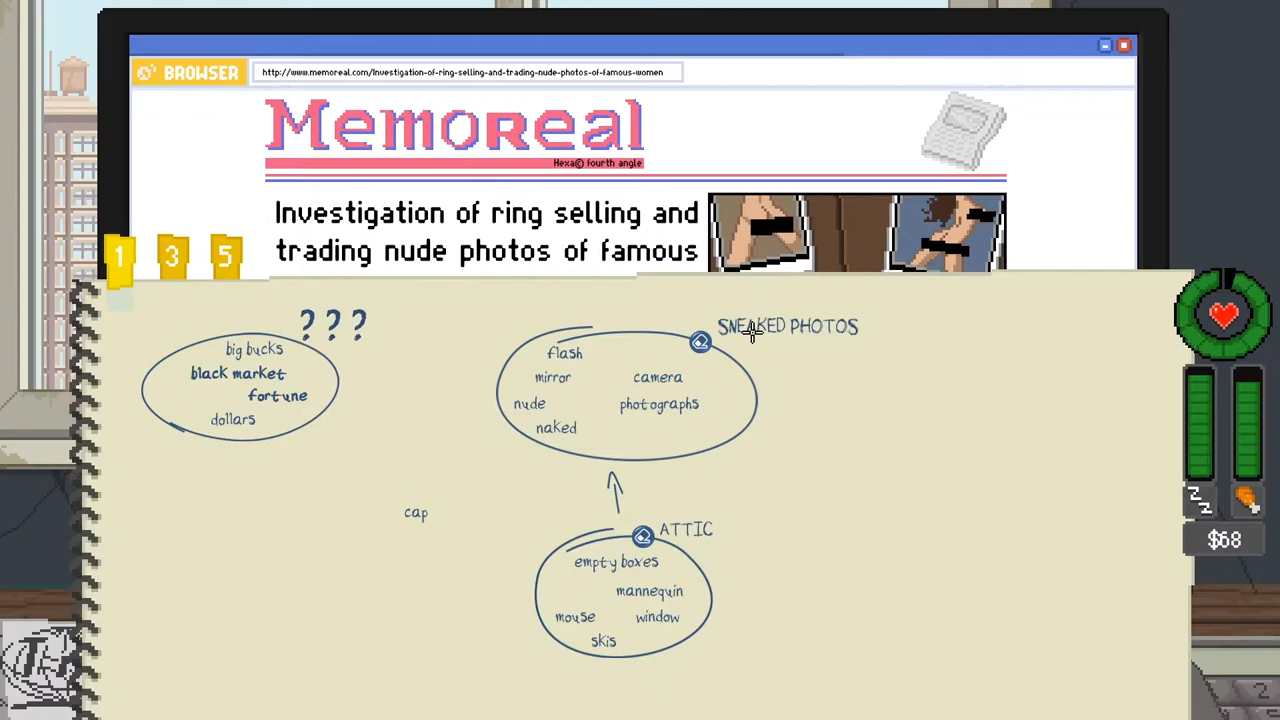 BROWSER
http://www.memoreal.com/Investigation-of-ring-selling-and-trading-nude-photos-of-famous-women
Memoreal
Hexa© fourth angle
Investigation of ring selling and
trading nude photos of famous
1 3 5
???
big bucks
black market
fortune
dollars
SNEAKED PHOTOS
flash
mirror
camera
nude
photographs
naked
cap
ATTIC
empty boxes
mannequin
mouse
window
skis
zzz
$68
2